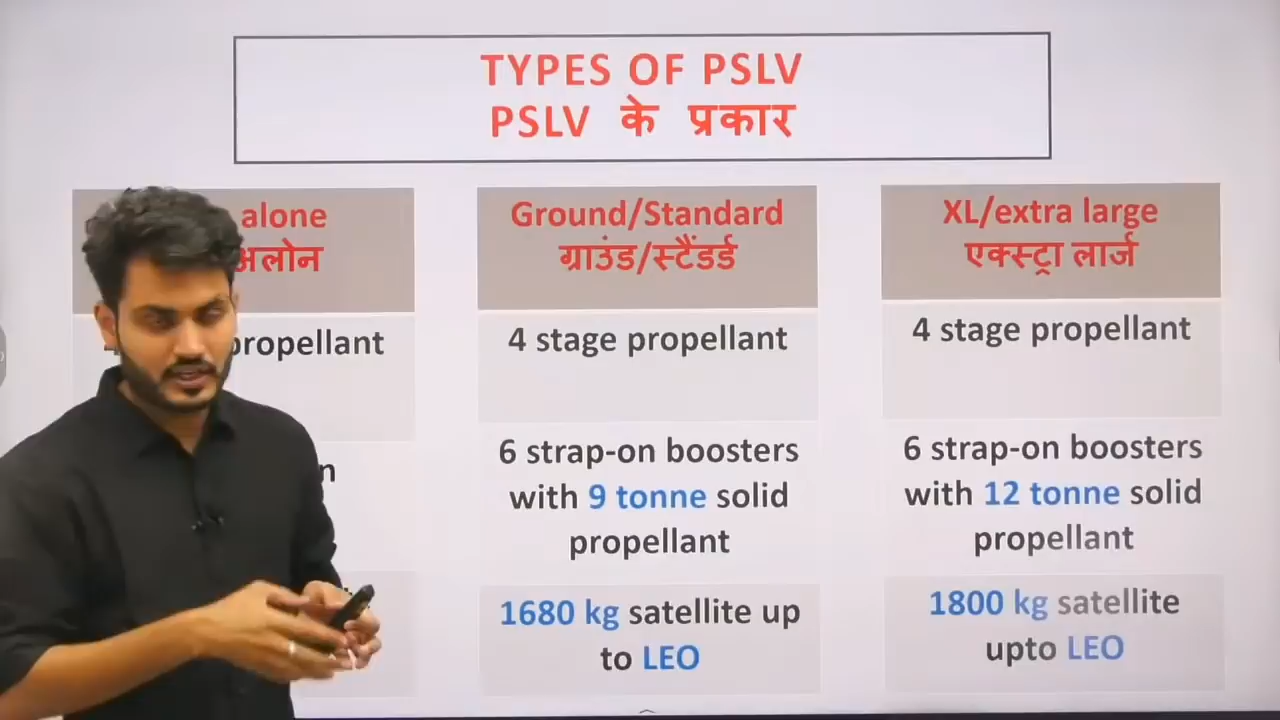 TYPES OF PSLV
PSLV के प्रकार
alone
अलोन
propellant
Ground/Standard
ग्राउंड/स्टैंडर्ड
4 stage propellant
6 strap-on boosters
with 9 tonne solid
propellant
1680 kg satellite up
to LEO
XL/extra large
एक्स्ट्रा लार्ज
4 stage propellant
6 strap-on boosters
with 12 tonne solid
propellant
1800 kg satellite
upto LEO